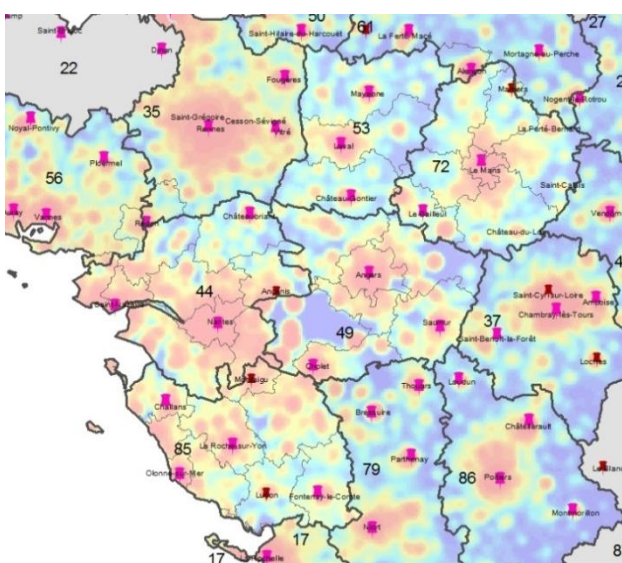 50
61
27
Saint-Hilaire-du-Harcouët
La Ferté Macé
Dinan
Mortagne-au-Perche
22
Alençon
Fougères
Mamers
Mayenne
Nogent-le-Rotrou
35
Saint-Grégoire
Cesson-Sévigné
Rennes
Vitré
53
La Ferté-Bernard
Noyal-Pontivy
Laval
Ploërmel
72
Le Mans
56
Saint-Calais
Château-Gontier
Vannes
Redon
Châteaubriant
Le Bailleul
Château-du-Loir
Angers
44
Ancenis
Saint-Cyr-sur-Loire
Amboise
Chambray-lès-Tours
Nantes
49
Saumur
37
Saint-Benoît-la-Forêt
Loches
Cholet
Montaigu
Thouars
Loudun
Challans
Bressuire
Châtellerault
La Roche-sur-Yon
85
Parthenay
Olonne-sur-Mer
79
86
Poitiers
Luçon
Fontenay-le-Comte
Montmorillon
Niort
17
17